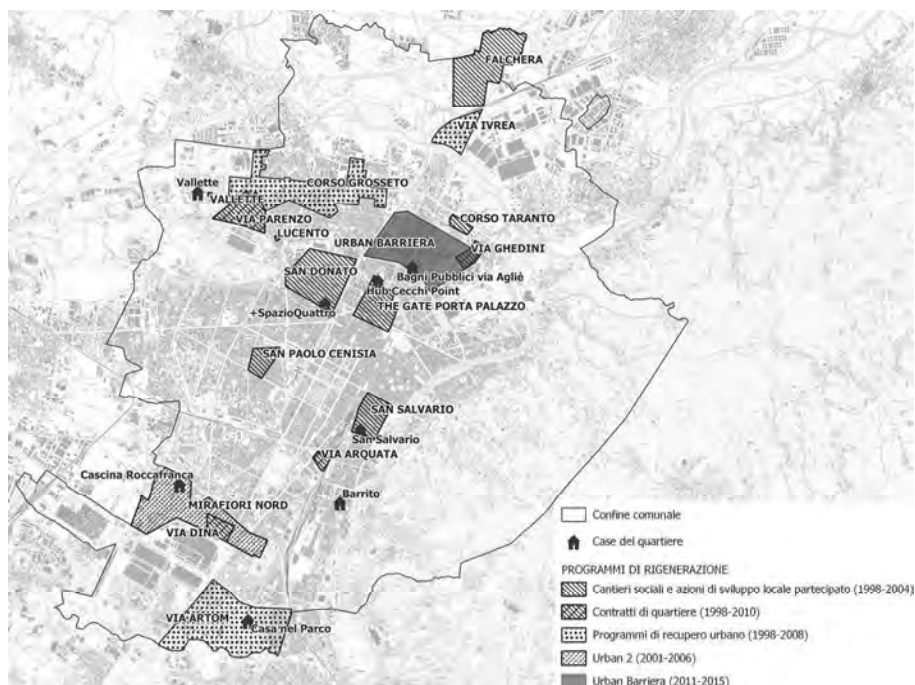 FALCHERA
VIA IVREA
Vallette
CORSO GROSSETO
VALLETTE
VIA PARENZO
LUCENTO
CORSO TARANTO
URBAN BARRIERA
VIA GHEDINI
SAN DONATO
Bagni Pubblici via Agliè
Hub Cecchi Point
+SpazioQuattro
THE GATE PORTA PALAZZO
SAN PAOLO CENISIA
SAN SALVARIO
San Salvario
VIA ARQUATA
Cascina Roccafranca
Barrito
MIRAFIORI NORD
VIA DINA
VIA ARTOM
Casa nel Parco
Confine comunale
Case del quartiere
PROGRAMMI DI RIGENERAZIONE
Cantieri sociali e azioni di sviluppo locale partecipato (1998-2004)
Contratti di quartiere (1998-2010)
Programmi di recupero urbano (1998-2008)
Urban 2 (2001-2006)
Urban Barriera (2011-2015)